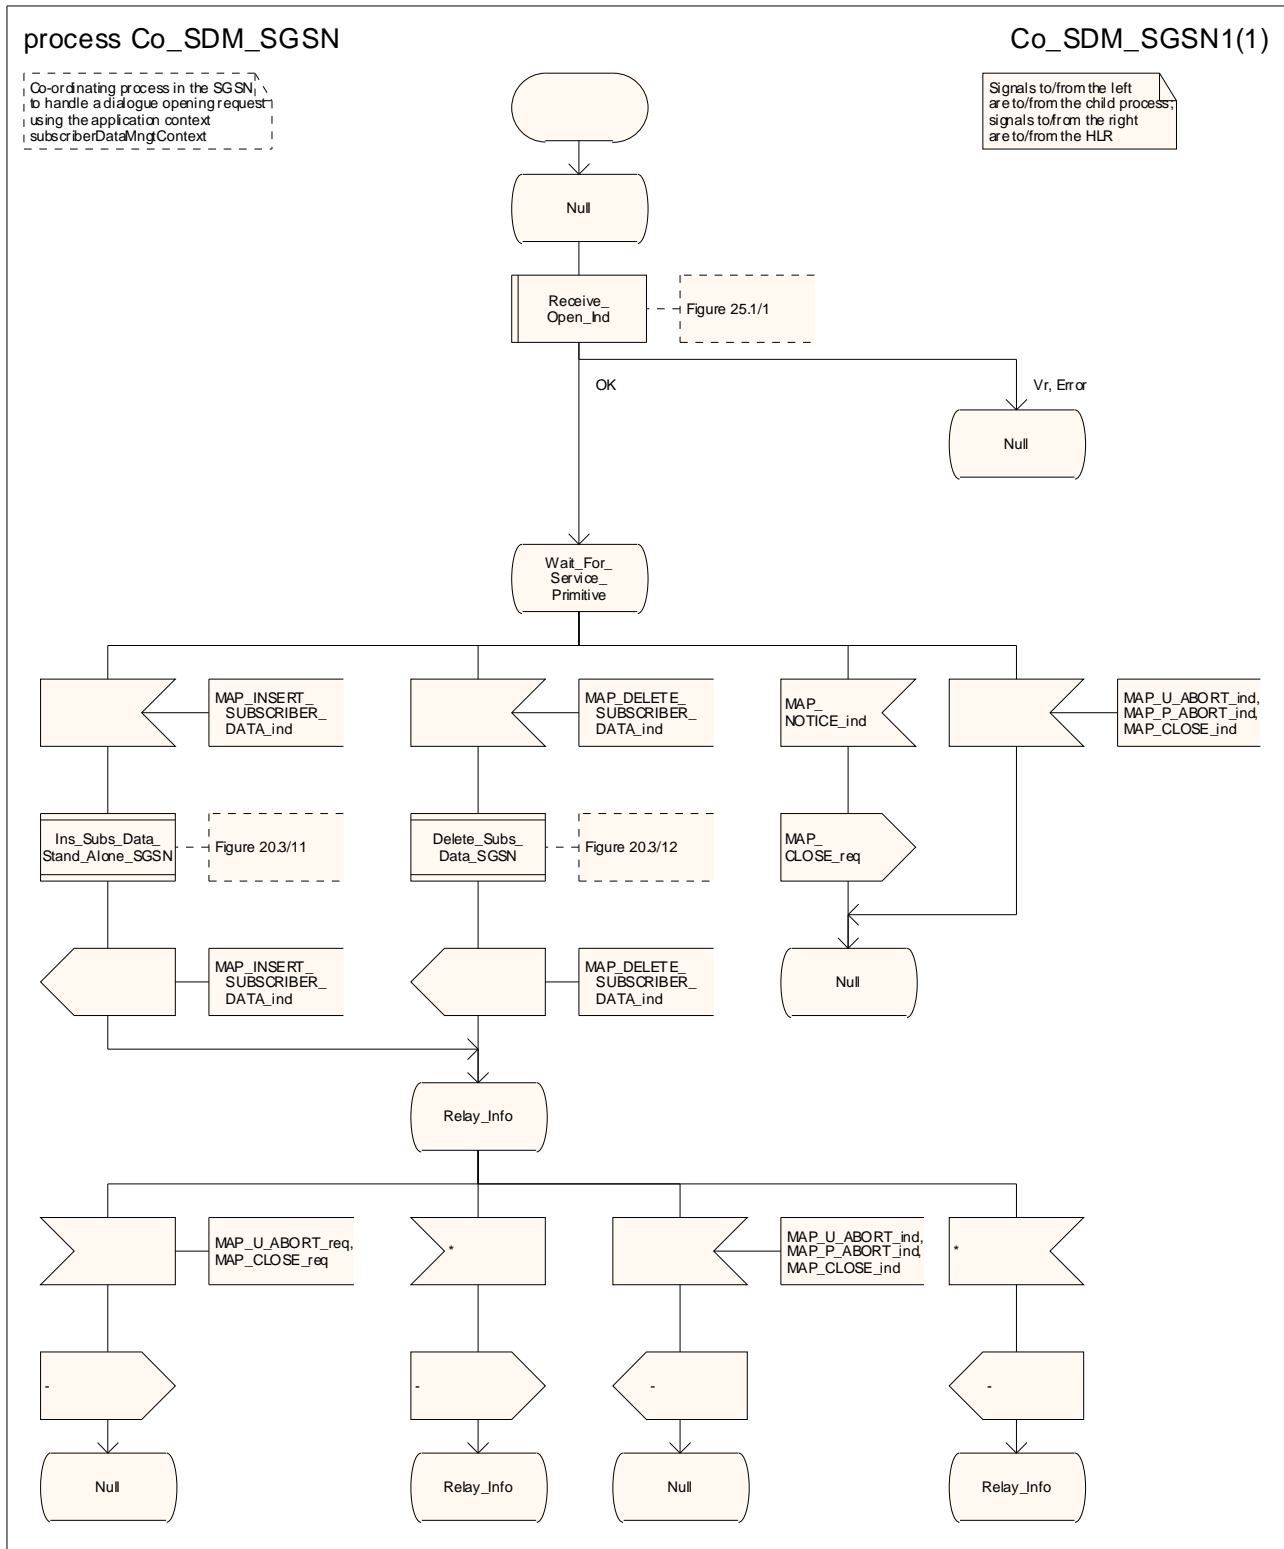 process Co_SDM_SGSN
Co_SDM_SGSN1(1)
Co-ordinating process in the SGSN
to handle a dialogue opening request
using the application context
subscriberDataMngtContext
Signals to/from the left
are to/from the child process;
signals to/from the right
are to/from the HLR
Null
Receive_
Open_Ind
Figure 25.1/1
OK
Vr, Error
Null
Wait_For_
Service_
Primitive
MAP_INSERT_
SUBSCRIBER_
DATA_ind
MAP_DELETE_
SUBSCRIBER_
DATA_ind
MAP_
NOTICE_ind
MAP_U_ABORT_ind,
MAP_P_ABORT_ind,
MAP_CLOSE_ind
Ins_Subs_Data_
Stand_Alone_SGSN
Figure 20.3/11
Delete_Subs_
Data_SGSN
Figure 20.3/12
MAP_
CLOSE_req
MAP_INSERT_
SUBSCRIBER_
DATA_ind
MAP_DELETE_
SUBSCRIBER_
DATA_ind
Null
Relay_Info
MAP_U_ABORT_req,
MAP_CLOSE_req
*
MAP_U_ABORT_ind,
MAP_P_ABORT_ind,
MAP_CLOSE_ind
*
-
-
-
-
Null
Relay_Info
Null
Relay_Info